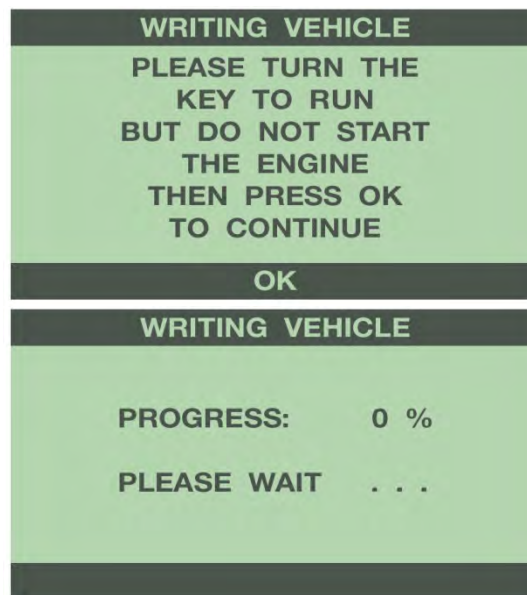 WRITING VEHICLE
PLEASE TURN THE
KEY TO RUN
BUT DO NOT START
THE ENGINE
THEN PRESS OK
TO CONTINUE
OK
WRITING VEHICLE
PROGRESS: 0 %
PLEASE WAIT . . .